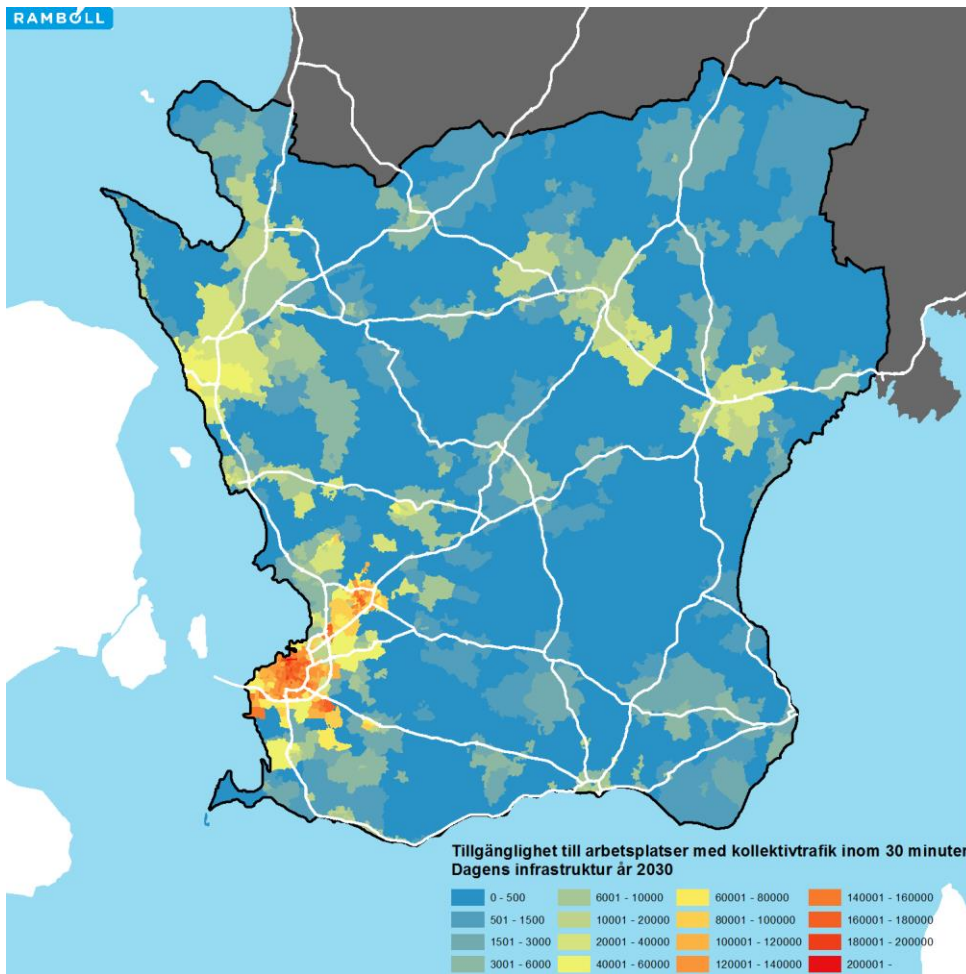 RAMBOLL
Tillgänglighet till arbetsplatser med kollektivtrafik inom 30 minuter
Dagens infrastruktur år 2030
0 - 500
501 - 1500
1501 - 3000
3001 - 6000
6001 - 10000
10001 - 20000
20001 - 40000
40001 - 60000
60001 - 80000
80001 - 100000
100001 - 120000
120001 - 140000
140001 - 160000
160001 - 180000
180001 - 200000
200001 -